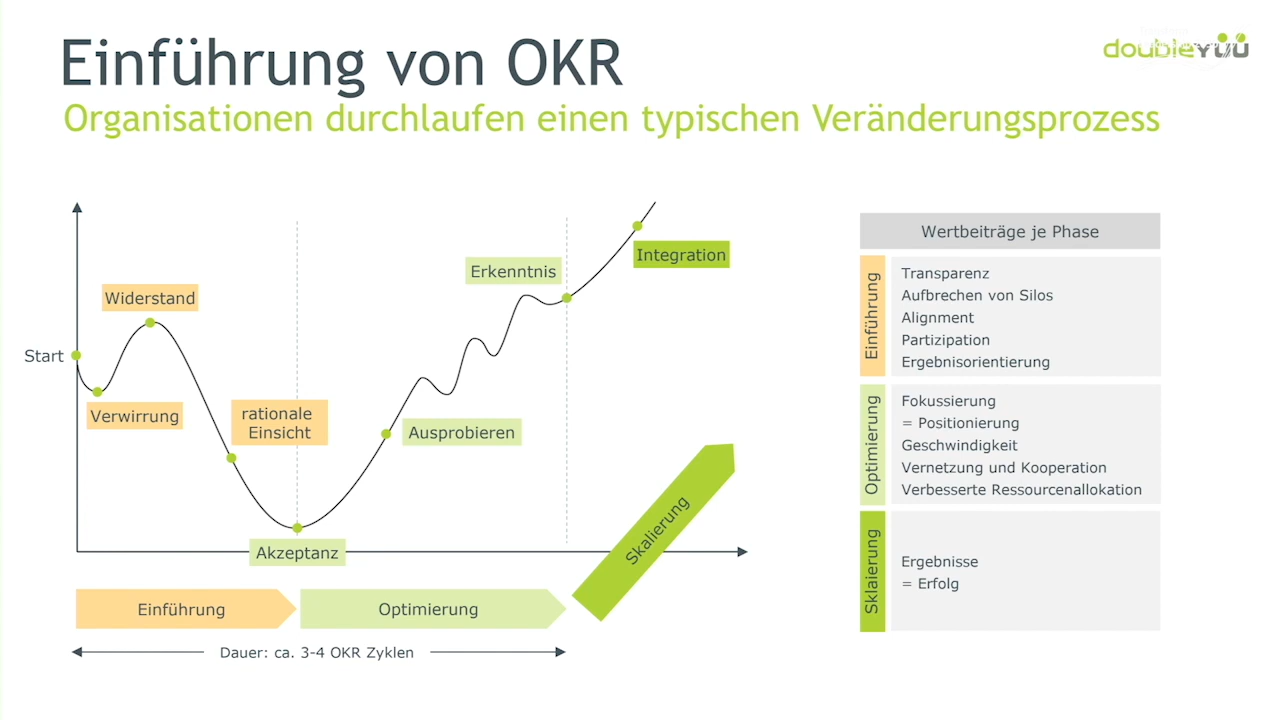 Einführung von OKR
doubleYUU
Organisationen durchlaufen einen typischen Veränderungsprozess
Widerstand
Start
Verwirrung
rationale
Einsicht
Akzeptanz
Ausprobieren
Erkenntnis
Integration
Einführung
Optimierung
Skalierung
Dauer: ca. 3-4 OKR Zyklen
Wertbeiträge je Phase
Einführung
Transparenz
Aufbrechen von Silos
Alignment
Partizipation
Ergebnisorientierung
Optimierung
Fokussierung
= Positionierung
Geschwindigkeit
Vernetzung und Kooperation
Verbesserte Ressourcenallokation
Sklaierung
Ergebnisse
= Erfolg